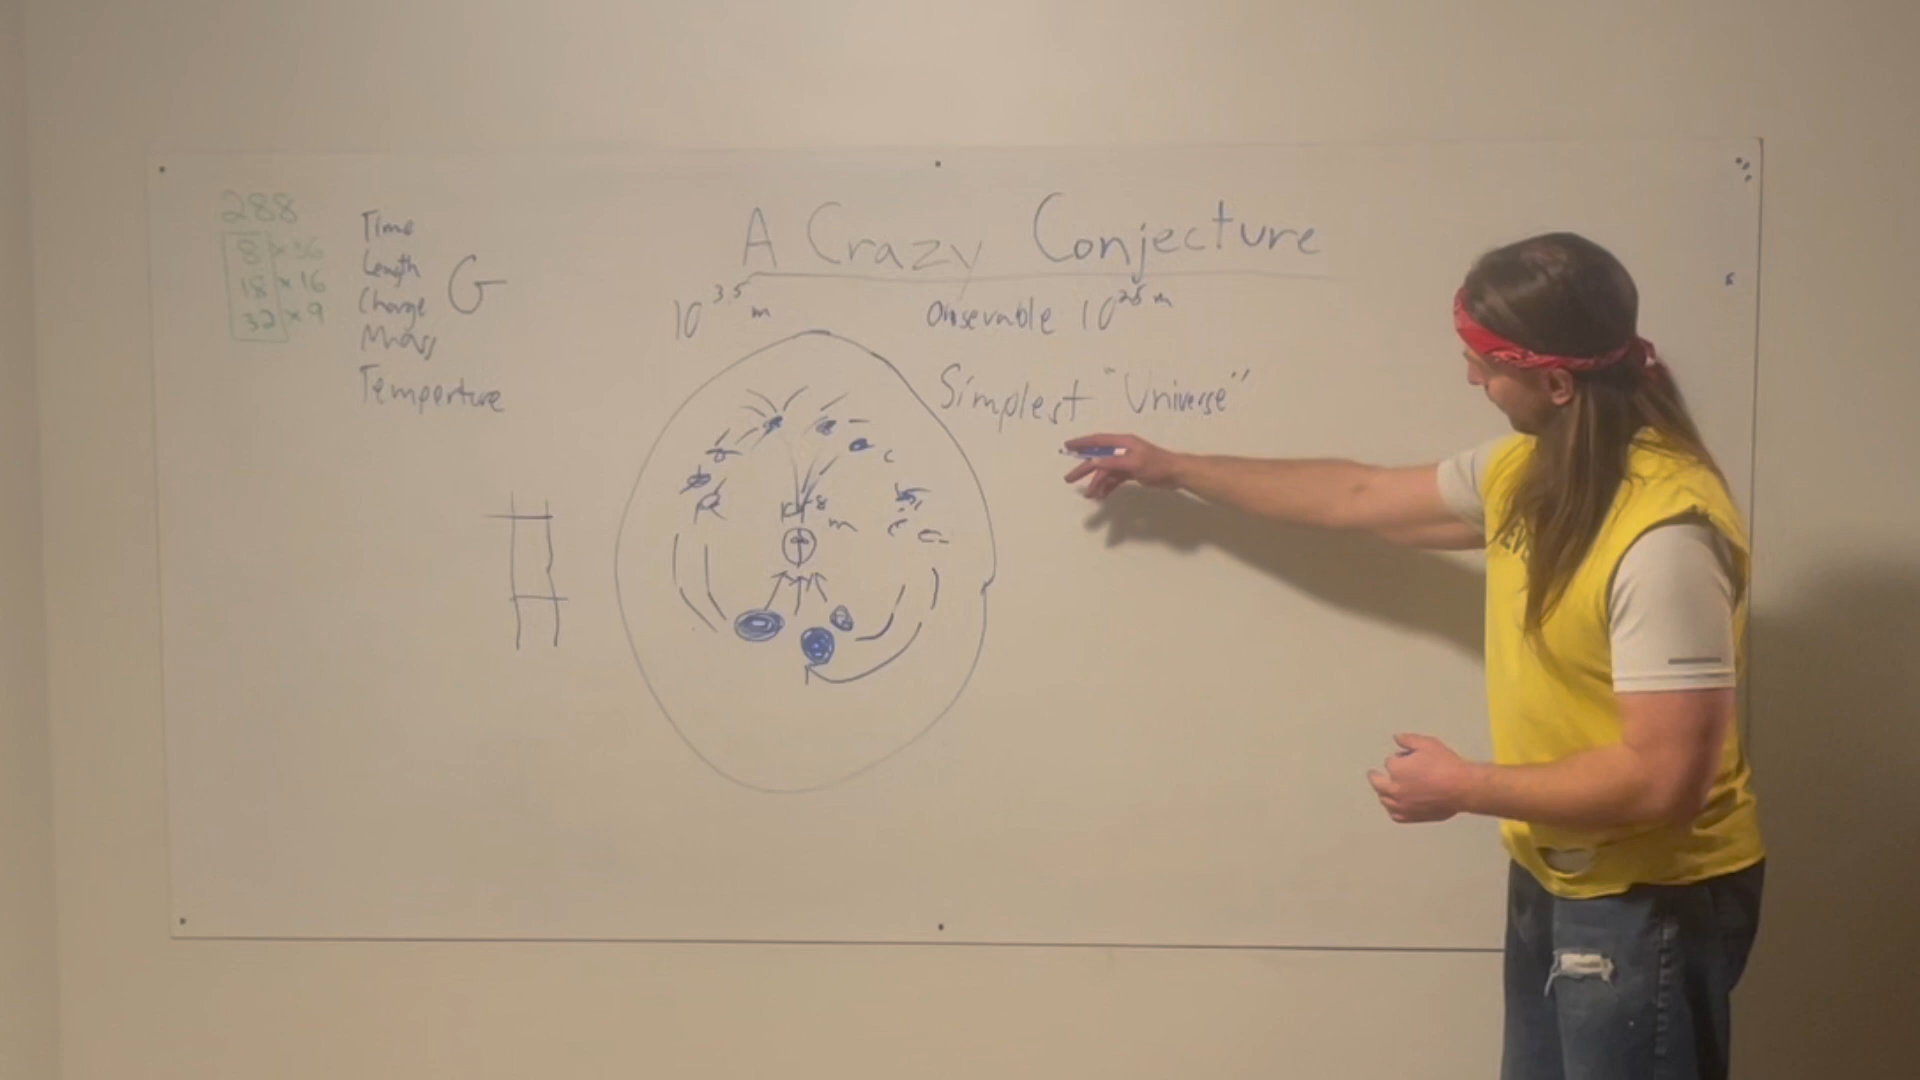 288
8 x 36
18 x 16
32 x 9
Time
Length
Charge
Mass
Temperture
G
A Crazy Conjecture
10^35 m
Observable 10^26 m
Simplest "Universe"
m